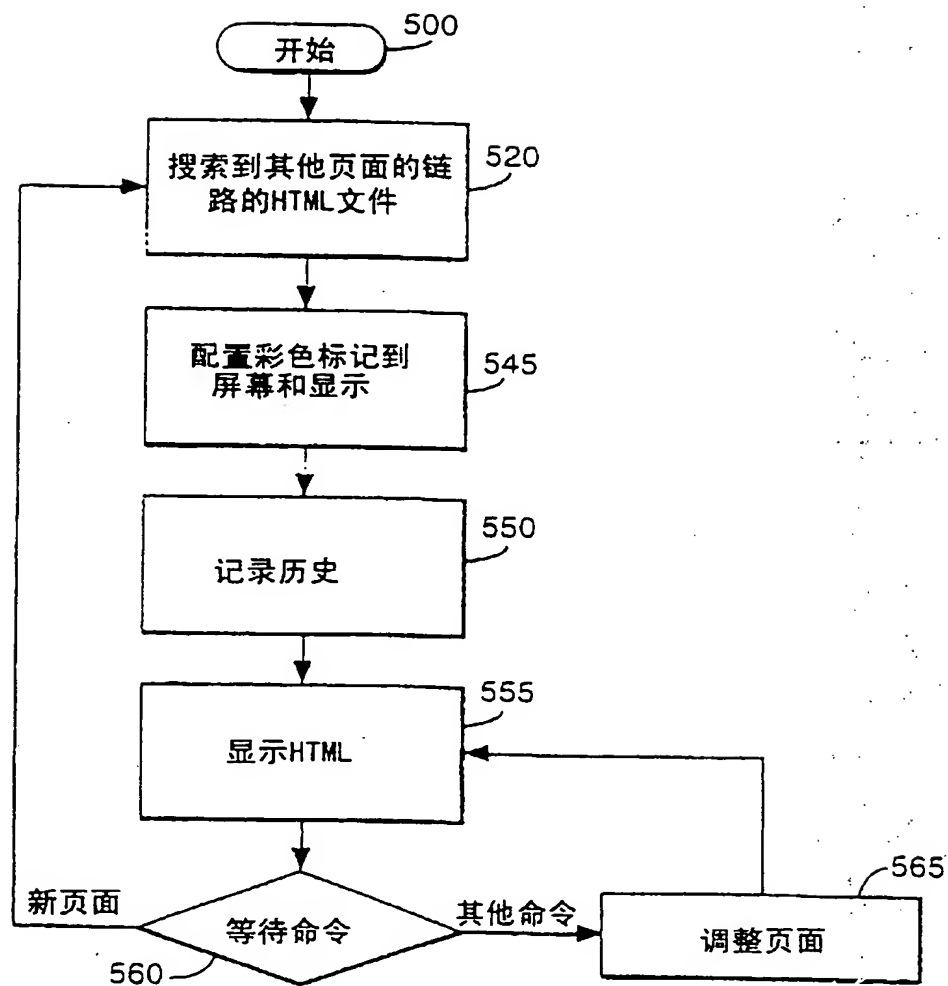 开始
500
搜索到其他页面的链
路的HTML文件
520
配置彩色标记到
屏幕和显示
545
记录历史
550
显示HTML
555
等待命令
560
新页面
其他命令
调整页面
565